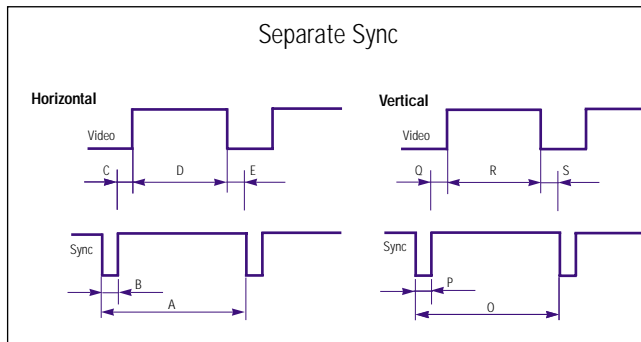 Separate Sync
Horizontal
Vertical
Video
Video
C D E
Q R S
Sync
Sync
B
P
A
O